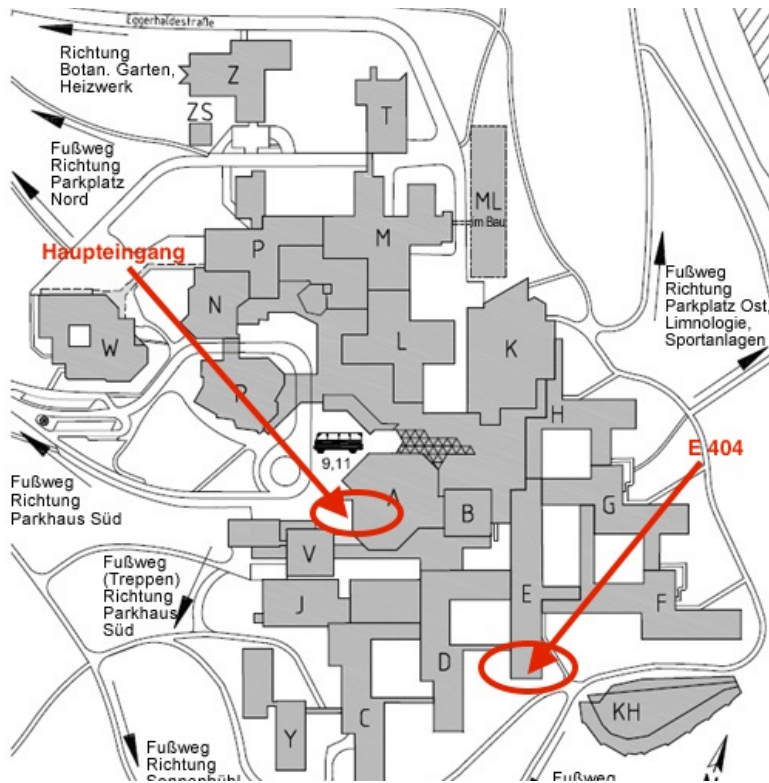 Eggerhaldestraße
Richtung
Botan. Garten,
Heizwerk
Z
ZS
T
Fußweg
Richtung
Parkplatz
Nord
ML
im Bau
M
P
Haupteingang
Fußweg
Richtung
Parkplatz Ost,
Limnologie,
Sportanlagen
N
W
L
K
R
H
9,11
E 404
Fußweg
Richtung
Parkhaus Süd
A
B
G
V
Fußweg
(Treppen)
Richtung
Parkhaus
Süd
J
E
F
D
KH
C
Y
Fußweg
Richtung
Sonnenbühl
Fußweg